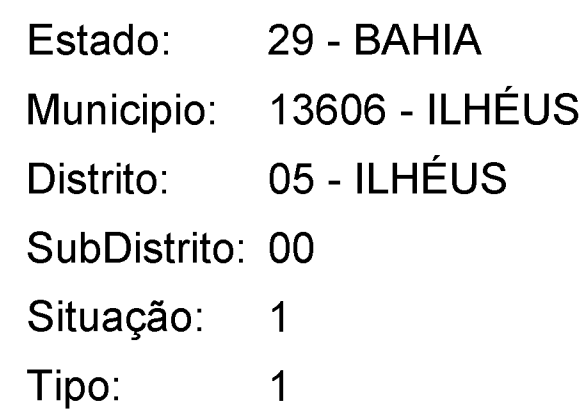 Estado: 29 - BAHIA
Municipio: 13606 - ILHÉUS
Distrito: 05 - ILHÉUS
SubDistrito: 00
Situação: 1
Tipo: 1